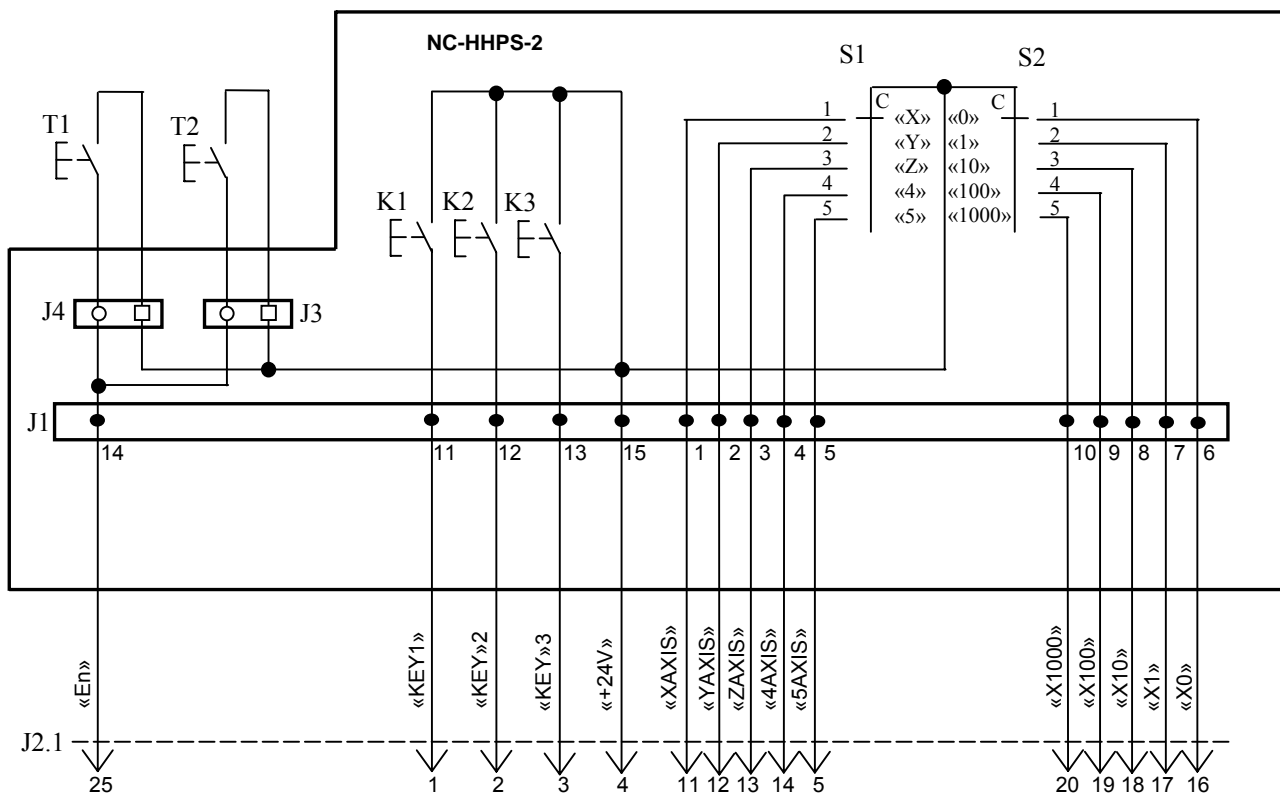 NC-HHPS-2
S1 S2
C C
1 «X» «0» 1
2 «Y» «1» 2
3 «Z» «10» 3
4 «4» «100» 4
5 «5» «1000» 5
T1 T2
K1 K2 K3
J4 J3
J1
14 11 12 13 15 1 2 3 4 5 10 9 8 7 6
«En» «KEY1» «KEY»2 «KEY»3 «+24V» «XAXIS» «YAXIS» «ZAXIS» «4AXIS» «5AXIS» «X1000» «X100» «X10» «X1» «X0»
J2.1
25 1 2 3 4 11 12 13 14 5 20 19 18 17 16